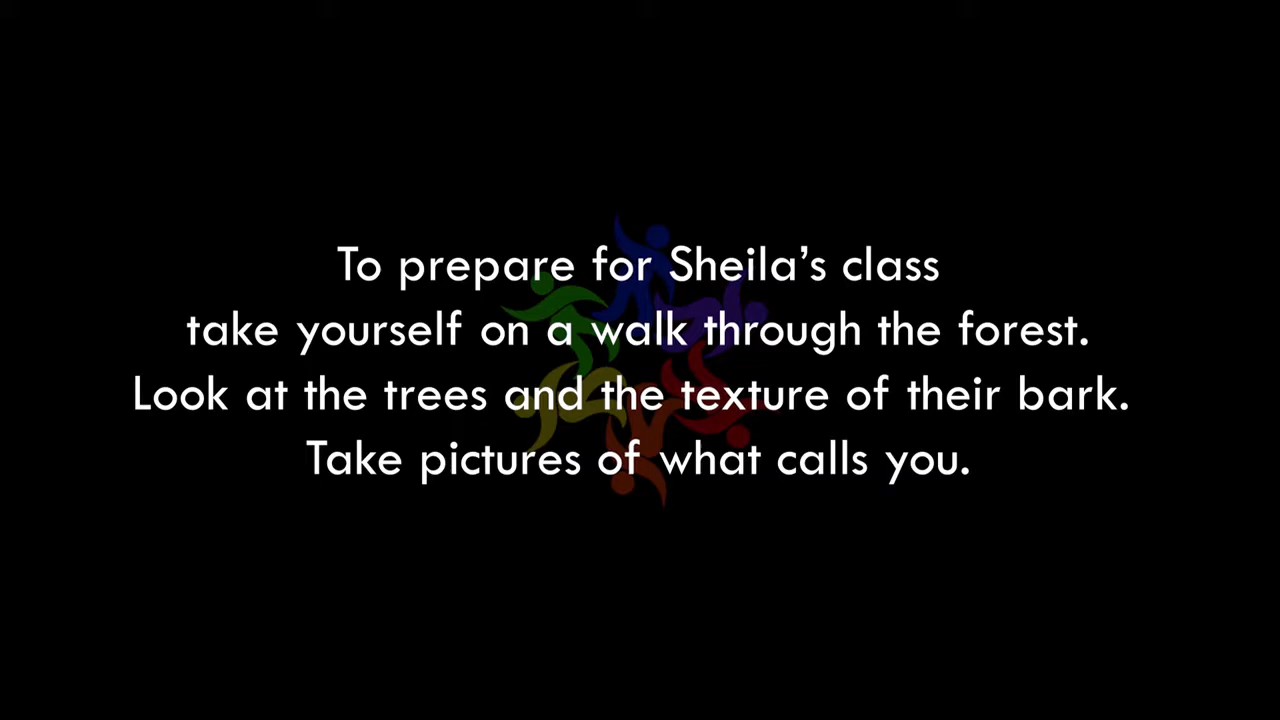 To prepare for Sheila’s class
take yourself on a walk through the forest.
Look at the trees and the texture of their bark.
Take pictures of what calls you.